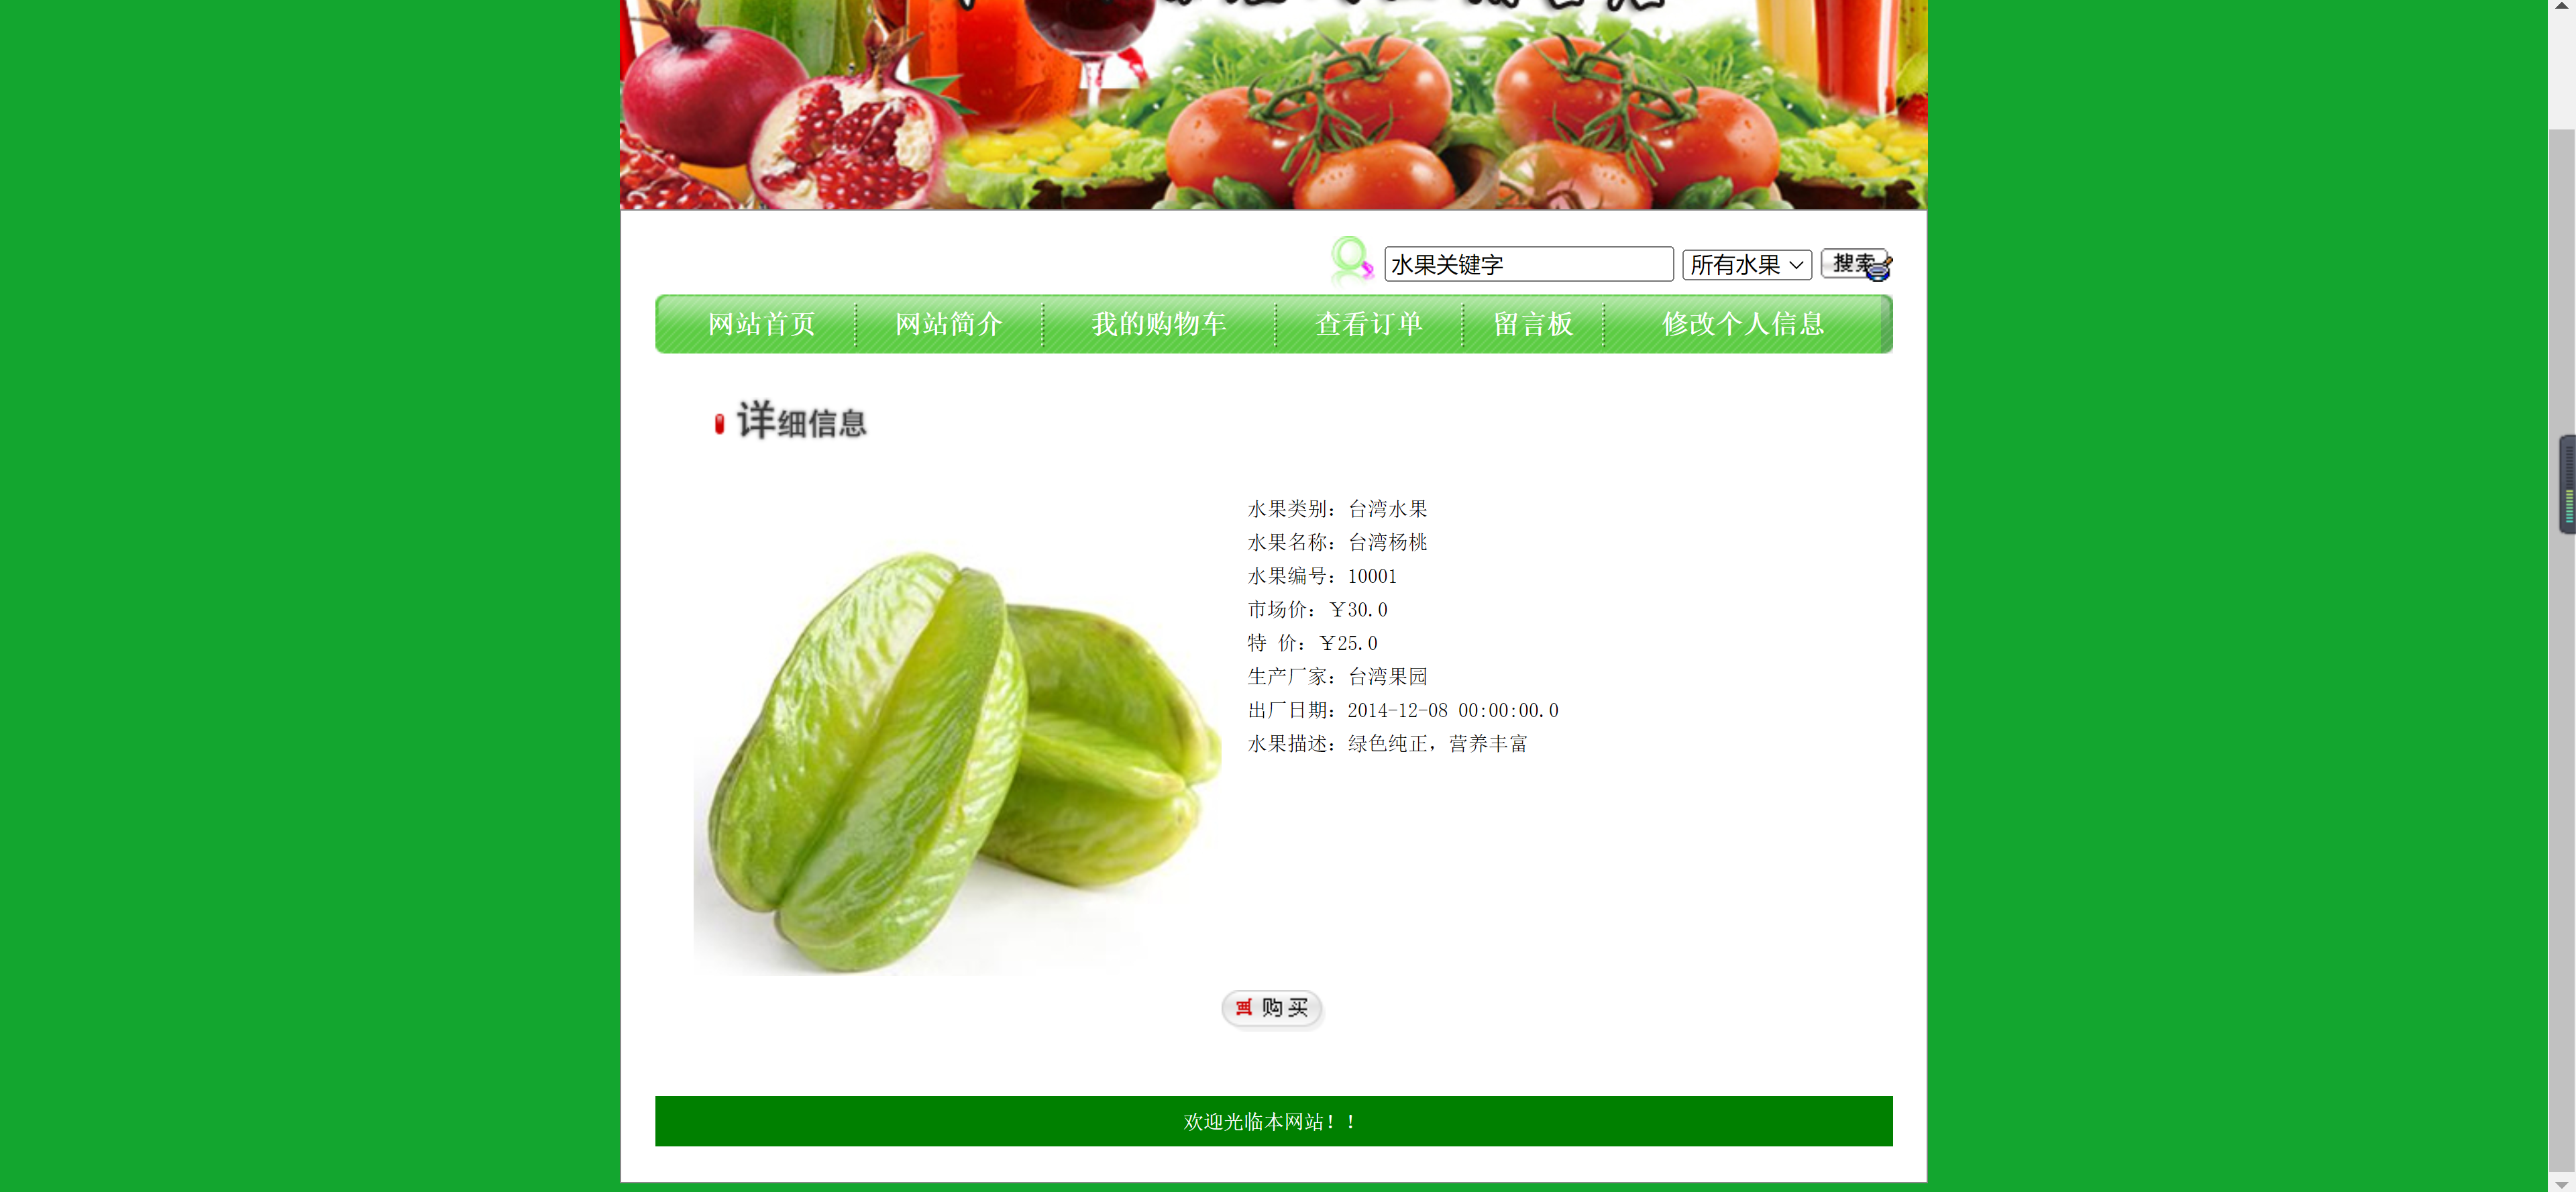 水果关键字
所有水果
搜索
网站首页 网站简介 我的购物车 查看订单 留言板 修改个人信息
详细信息
水果类别：台湾水果
水果名称：台湾杨桃
水果编号：10001
市场价：￥30.0
特 价：￥25.0
生产厂家：台湾果园
出厂日期：2014-12-08 00:00:00.0
水果描述：绿色纯正，营养丰富
购买
欢迎光临本网站！！